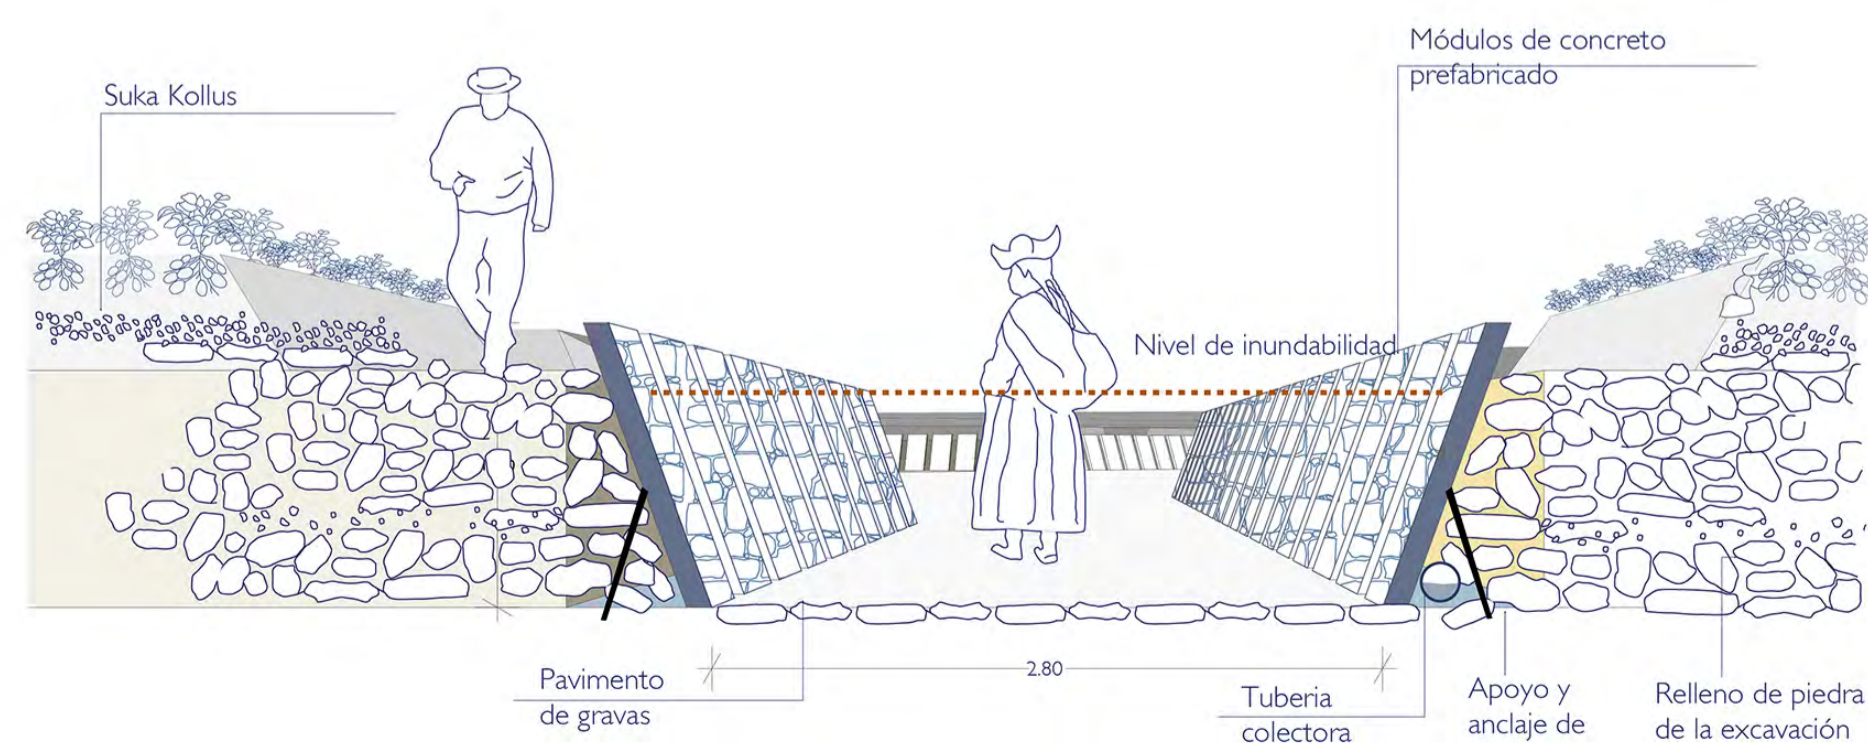 Módulos de concreto
prefabricado
Suka Kollus
Nivel de inundabilidad
2.80
Pavimento
de gravas
Tuberia
colectora
Apoyo y
anclaje de
Relleno de piedra
de la excavación